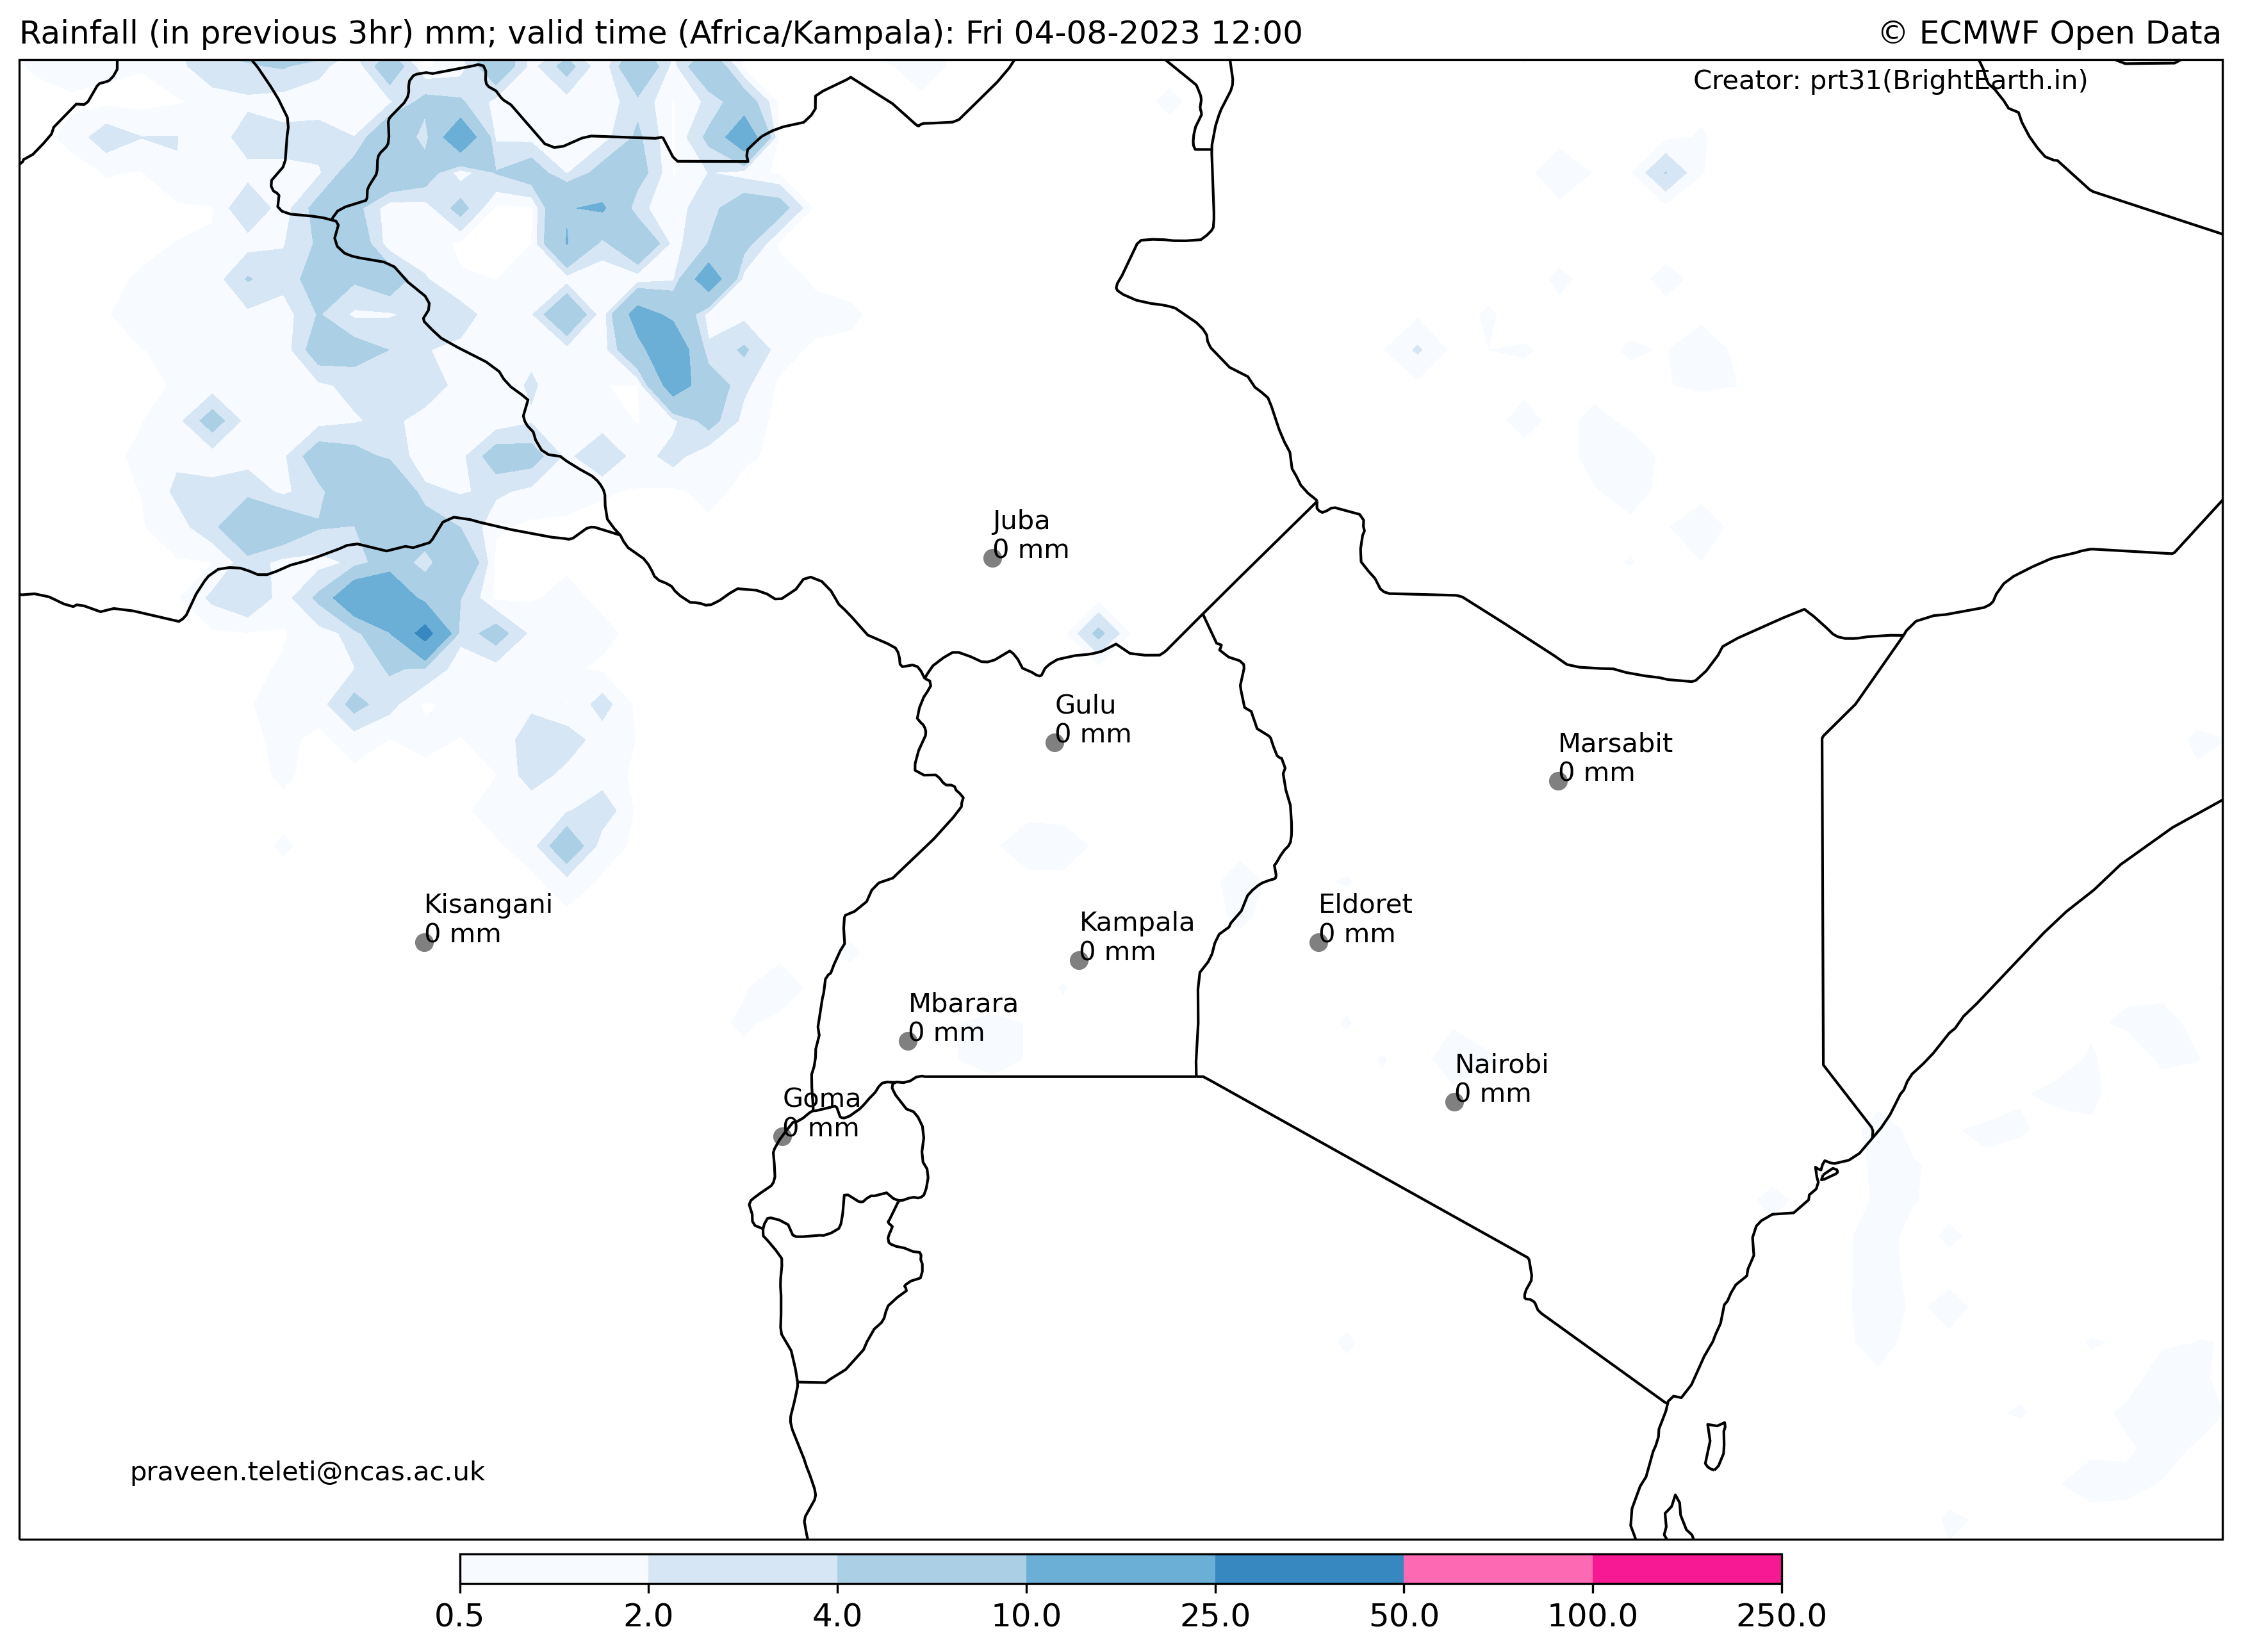 Rainfall (in previous 3hr) mm; valid time (Africa/Kampala): Fri 04-08-2023 12:00
© ECMWF Open Data
Creator: prt31(BrightEarth.in)
Juba
0 mm
Gulu
0 mm
Marsabit
0 mm
Kisangani
0 mm
Kampala
0 mm
Eldoret
0 mm
Mbarara
0 mm
Nairobi
0 mm
Goma
0 mm
praveen.teleti@ncas.ac.uk
0.5 2.0 4.0 10.0 25.0 50.0 100.0 250.0